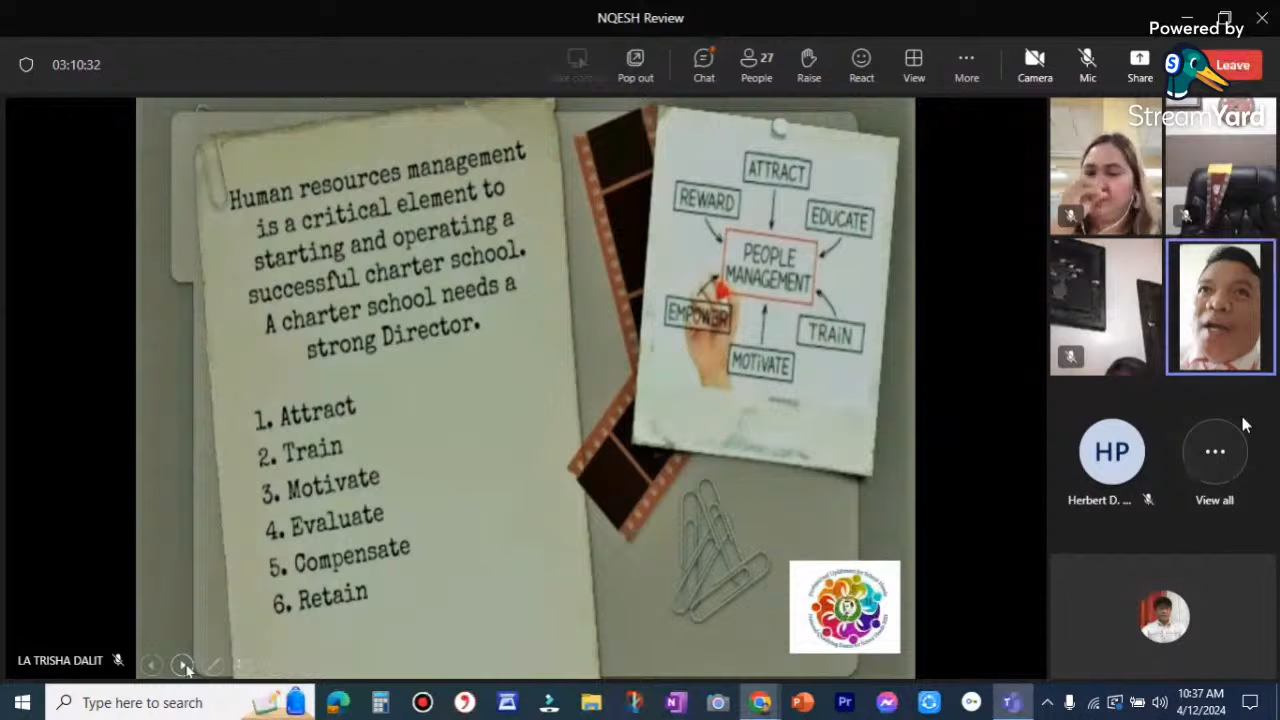 NQESH Review
Powered by
StreamYard
03:10:32
Pop out
Chat
27
People
Raise
React
View
More
Camera
Mic
Share
Leave
Human resources management
is a critical element to
starting and operating a
successful charter school.
A charter school needs a
strong Director.
1. Attract
2. Train
3. Motivate
4. Evaluate
5. Compensate
6. Retain
ATTRACT
REWARD
EDUCATE
PEOPLE
MANAGEMENT
EMPOWER
TRAiN
MOTiVATE
HP
Herbert D. ...
View all
LA TRISHA DALIT
Type here to search
10:37 AM
4/12/2024